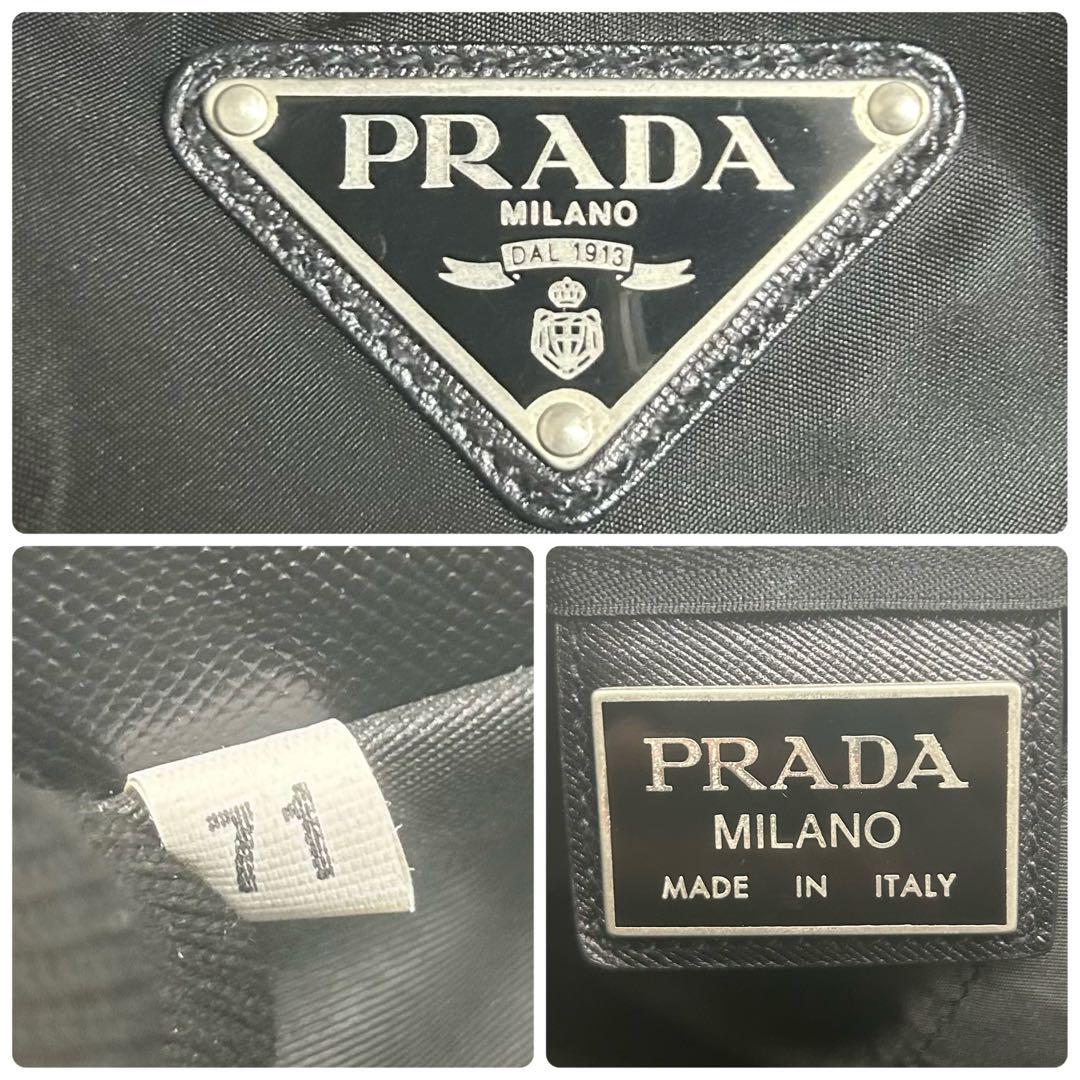 PRADA
MILANO
DAL 1913
71
PRADA
MILANO
MADE IN ITALY